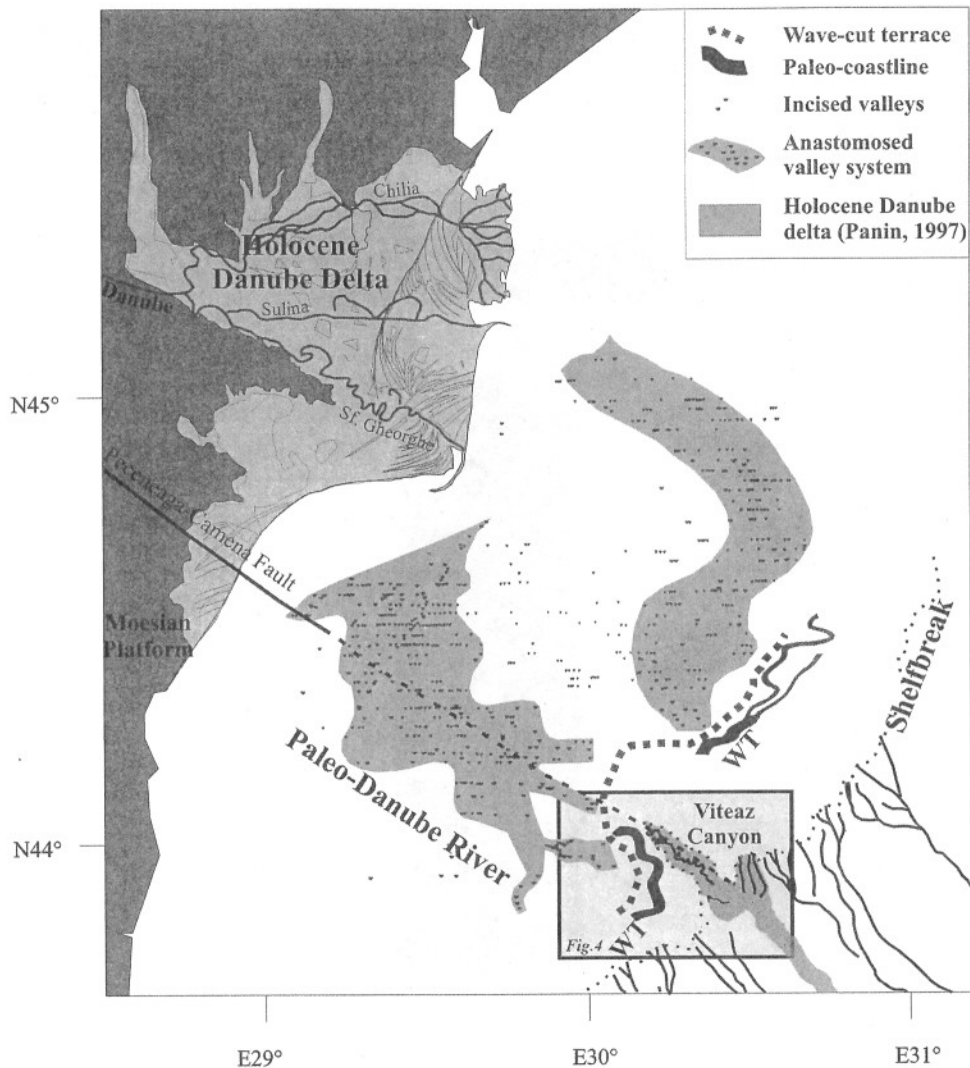 Wave-cut terrace
Paleo-coastline
Incised valleys
Anastomosed
valley system
Holocene Danube
delta (Panin, 1997)
Chilia
Holocene
Danube Delta
Danube
Sulina
N45°
Sf. Gheorghe
Peceneaga-Camena Fault
Moesian
Platform
Shelfbreak
Paleo-Danube River
WT
Viteaz
Canyon
N44°
WT
Fig.4
E29°
E30°
E31°